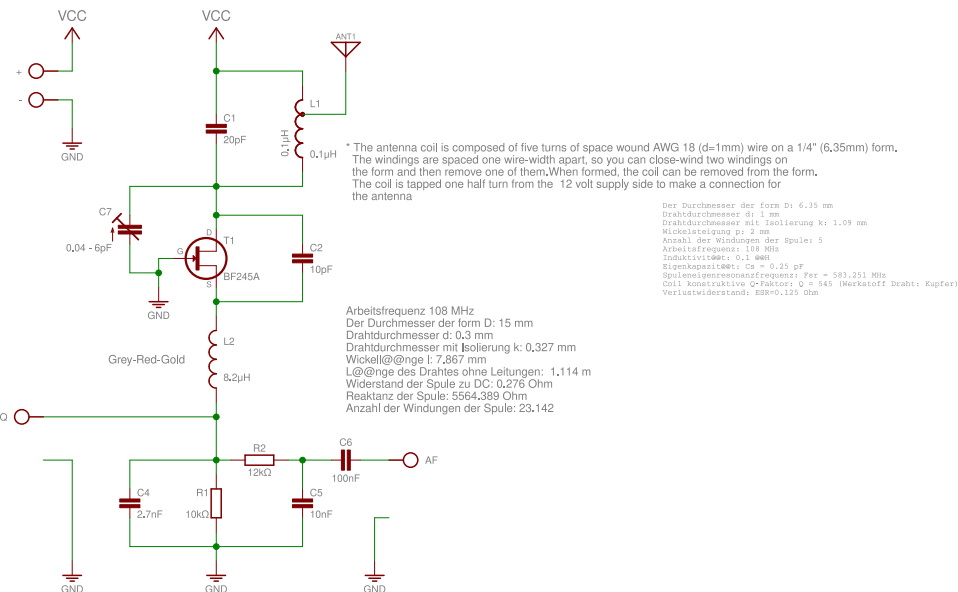 VCC
VCC
ANT1
+
-
GND
C1
20pF
L1
0.1µH
0.1µH
* The antenna coil is composed of five turns of space wound AWG 18 (d=1mm) wire on a 1/4" (6.35mm) form.
The windings are spaced one wire-width apart, so you can close-wind two windings on
the form and then remove one of them.When formed, the coil can be removed from the form.
The coil is tapped one half turn from the 12 volt supply side to make a connection for
the antenna
Der Durchmesser der form D: 6.35 mm
Drahtdurchmesser d: 1 mm
Drahtdurchmesser mit Isolierung k: 1.09 mm
Wickelsteigung p: 2 mm
Anzahl der Windungen der Spule: 5
Arbeitsfrequenz: 108 MHz
Induktivit@@t: 0.1 @@H
Eigenkapazit@@t: Cs = 0.25 pF
Spuleneigenresonanzfrequenz: Fsr = 583.251 MHz
Coil konstruktive Q-Faktor: Q = 545 (Werkstoff Draht: Kupfer)
Verlustwiderstand: ESR=0.125 Ohm
C7
0.04 - 6pF
D
G
S
T1
BF245A
C2
10pF
GND
Arbeitsfrequenz 108 MHz
Der Durchmesser der form D: 15 mm
Drahtdurchmesser d: 0.3 mm
Drahtdurchmesser mit Isolierung k: 0.327 mm
Wickell@@nge l: 7.867 mm
L@@nge des Drahtes ohne Leitungen: 1.114 m
Widerstand der Spule zu DC: 0.276 Ohm
Reaktanz der Spule: 5564.389 Ohm
Anzahl der Windungen der Spule: 23.142
L2
Grey-Red-Gold
8.2µH
Q
R2
12kΩ
C6
100nF
AF
C4
2.7nF
R1
10kΩ
C5
10nF
GND
GND
GND